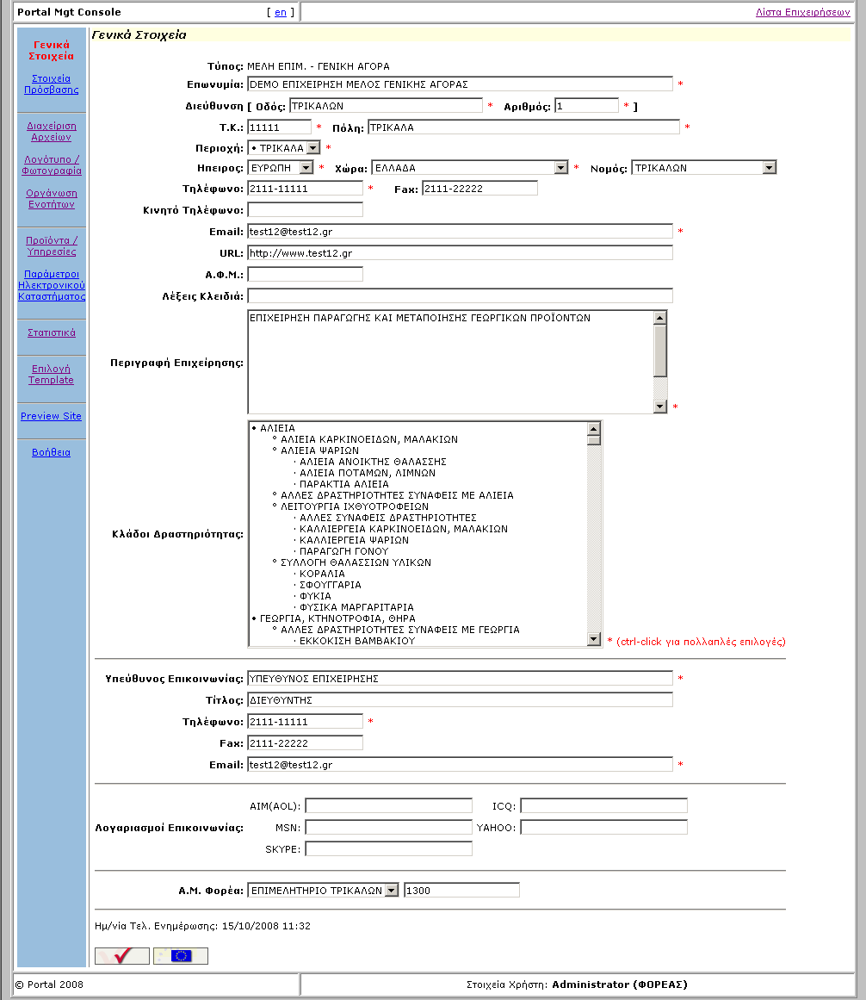 Portal Mgt Console [ en ] Λίστα Επιχειρήσεων
Γενικά Στοιχεία
Στοιχεία Πρόσβασης
Διαχείριση Αρχείων
Λογότυπο / Φωτογραφία
Οργάνωση Ενοτήτων
Προϊόντα / Υπηρεσίες
Παράμετροι Ηλεκτρονικού Καταστήματος
Στατιστικά
Επιλογή Template
Preview Site
Βοήθεια
Γενικά Στοιχεία
Τύπος: ΜΕΛΗ ΕΠΙΜ. - ΓΕΝΙΚΗ ΑΓΟΡΑ
Επωνυμία: DEMO ΕΠΙΧΕΙΡΗΣΗ ΜΕΛΟΣ ΓΕΝΙΚΗΣ ΑΓΟΡΑΣ *
Διεύθυνση [ Οδός: ΤΡΙΚΑΛΩΝ * Αριθμός: 1 * ]
Τ.Κ.: 11111 * Πόλη: ΤΡΙΚΑΛΑ *
Περιοχή: • ΤΡΙΚΑΛΑ *
Ηπειρος: ΕΥΡΩΠΗ * Χώρα: ΕΛΛΑΔΑ * Νομός: ΤΡΙΚΑΛΩΝ
Τηλέφωνο: 2111-11111 * Fax: 2111-22222
Κινητό Τηλέφωνο:
Email: test12@test12.gr *
URL: http://www.test12.gr
Α.Φ.Μ.:
Λέξεις Κλειδιά:
Περιγραφή Επιχείρησης: ΕΠΙΧΕΙΡΗΣΗ ΠΑΡΑΓΩΓΗΣ ΚΑΙ ΜΕΤΑΠΟΙΗΣΗΣ ΓΕΩΡΓΙΚΩΝ ΠΡΟΪΟΝΤΩΝ *
Κλάδοι Δραστηριότητας:
• ΑΛΙΕΙΑ
° ΑΛΙΕΙΑ ΚΑΡΚΙΝΟΕΙΔΩΝ, ΜΑΛΑΚΙΩΝ
° ΑΛΙΕΙΑ ΨΑΡΙΩΝ
· ΑΛΙΕΙΑ ΑΝΟΙΚΤΗΣ ΘΑΛΑΣΣΗΣ
· ΑΛΙΕΙΑ ΠΟΤΑΜΩΝ, ΛΙΜΝΩΝ
· ΠΑΡΑΚΤΙΑ ΑΛΙΕΙΑ
° ΑΛΛΕΣ ΔΡΑΣΤΗΡΙΟΤΗΤΕΣ ΣΥΝΑΦΕΙΣ ΜΕ ΑΛΙΕΙΑ
° ΛΕΙΤΟΥΡΓΙΑ ΙΧΘΥΟΤΡΟΦΕΙΩΝ
· ΑΛΛΕΣ ΣΥΝΑΦΕΙΣ ΔΡΑΣΤΗΡΙΟΤΗΤΕΣ
· ΚΑΛΛΙΕΡΓΕΙΑ ΚΑΡΚΙΝΟΕΙΔΩΝ, ΜΑΛΑΚΙΩΝ
· ΚΑΛΛΙΕΡΓΕΙΑ ΨΑΡΙΩΝ
· ΠΑΡΑΓΩΓΗ ΓΟΝΟΥ
° ΣΥΛΛΟΓΗ ΘΑΛΑΣΣΙΩΝ ΥΛΙΚΩΝ
· ΚΟΡΑΛΙΑ
· ΣΦΟΥΓΓΑΡΙΑ
· ΦΥΚΙΑ
· ΦΥΣΙΚΑ ΜΑΡΓΑΡΙΤΑΡΙΑ
• ΓΕΩΡΓΙΑ, ΚΤΗΝΟΤΡΟΦΙΑ, ΘΗΡΑ
° ΑΛΛΕΣ ΔΡΑΣΤΗΡΙΟΤΗΤΕΣ ΣΥΝΑΦΕΙΣ ΜΕ ΓΕΩΡΓΙΑ
· ΕΚΚΟΚΙΣΗ ΒΑΜΒΑΚΙΟΥ
* (ctrl-click για πολλαπλές επιλογές)
Υπεύθυνος Επικοινωνίας: ΥΠΕΥΘΥΝΟΣ ΕΠΙΧΕΙΡΗΣΗΣ *
Τίτλος: ΔΙΕΥΘΥΝΤΗΣ
Τηλέφωνο: 2111-11111 *
Fax: 2111-22222
Email: test12@test12.gr *
Λογαριασμοί Επικοινωνίας:
AIM(AOL): ICQ:
MSN: YAHOO:
SKYPE:
Α.Μ. Φορέα: ΕΠΙΜΕΛΗΤΗΡΙΟ ΤΡΙΚΑΛΩΝ 1300
Ημ/νία Τελ. Ενημέρωσης: 15/10/2008 11:32
© Portal 2008 Στοιχεία Χρήστη: Administrator (ΦΟΡΕΑΣ)